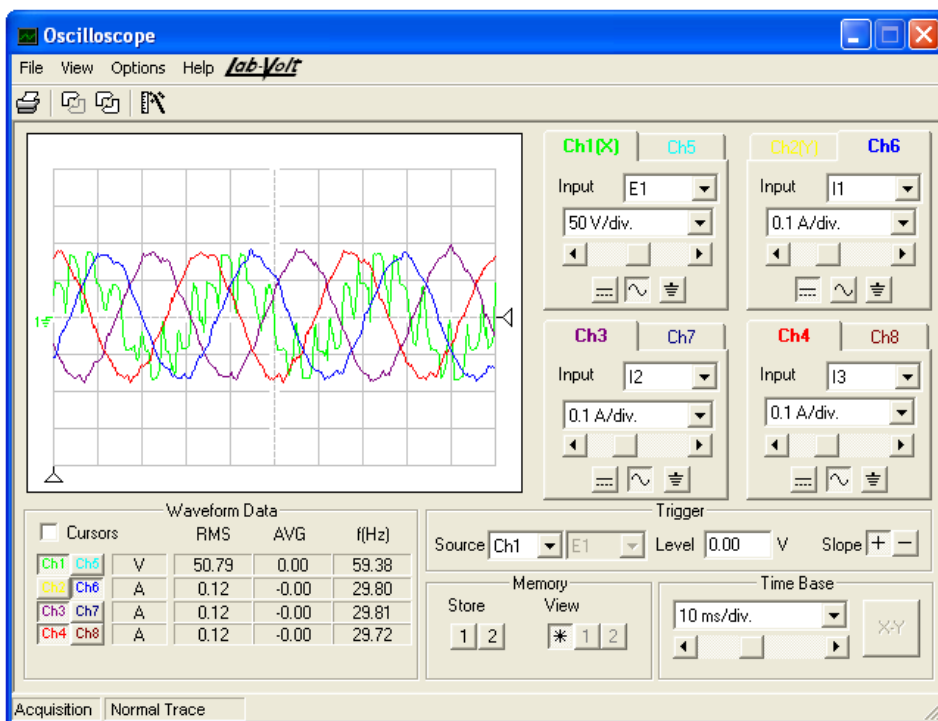 Oscilloscope
File View Options Help Lab-Volt
Ch1(X) Ch5
Input E1
50 V/div.
Ch2(Y) Ch6
Input I1
0.1 A/div.
1
Ch3 Ch7
Input I2
0.1 A/div.
Ch4 Ch8
Input I3
0.1 A/div.
Waveform Data
Cursors RMS AVG f(Hz)
Ch1 Ch5 V 50.79 0.00 59.38
Ch2 Ch6 A 0.12 -0.00 29.80
Ch3 Ch7 A 0.12 -0.00 29.81
Ch4 Ch8 A 0.12 -0.00 29.72
Trigger
Source Ch1 E1 Level 0.00 V Slope + −
Memory
Store View
1 2 * 1 2
Time Base
10 ms/div.
X-Y
Acquisition Normal Trace